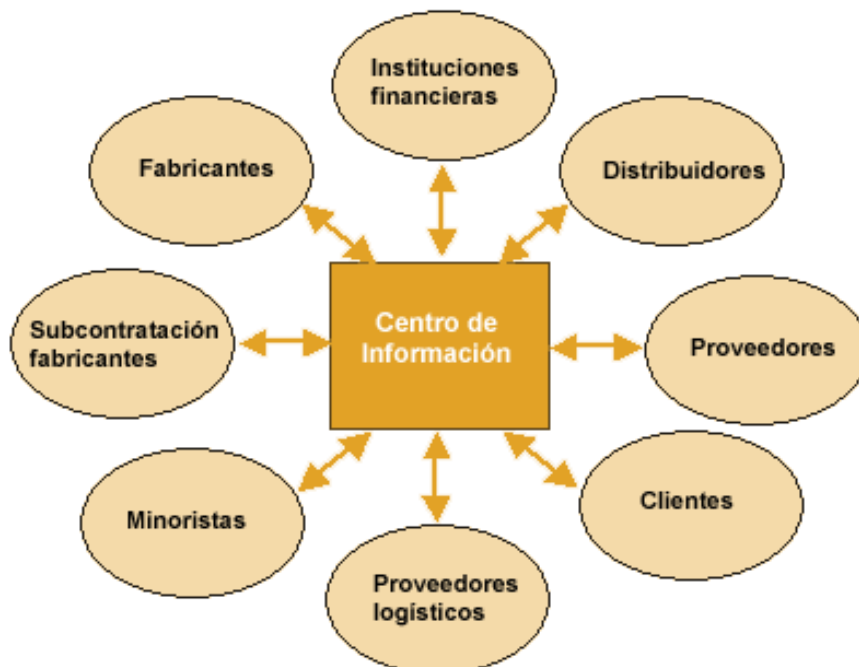 Instituciones
financieras
Fabricantes
Distribuidores
Subcontratación
fabricantes
Centro de
Información
Proveedores
Minoristas
Clientes
Proveedores
logísticos